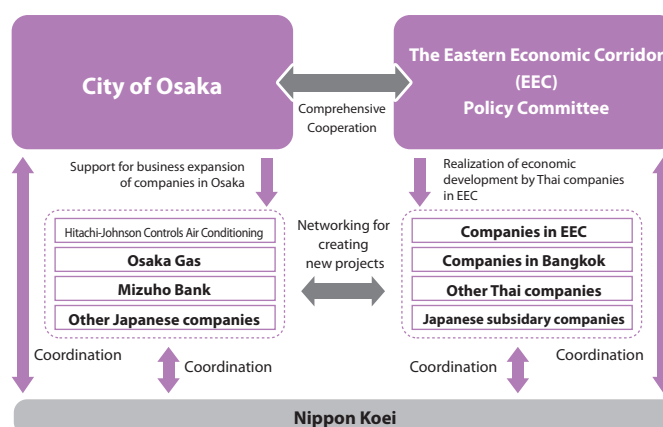 City of Osaka
Comprehensive
Cooperation
The Eastern Economic Corridor
(EEC)
Policy Committee
Support for business expansion
of companies in Osaka
Realization of economic
development by Thai companies
in EEC
Hitachi-Johnson Controls Air Conditioning
Osaka Gas
Mizuho Bank
Other Japanese companies
Networking for
creating
new projects
Companies in EEC
Companies in Bangkok
Other Thai companies
Japanese subsidary companies
Coordination
Coordination
Coordination
Coordination
Nippon Koei